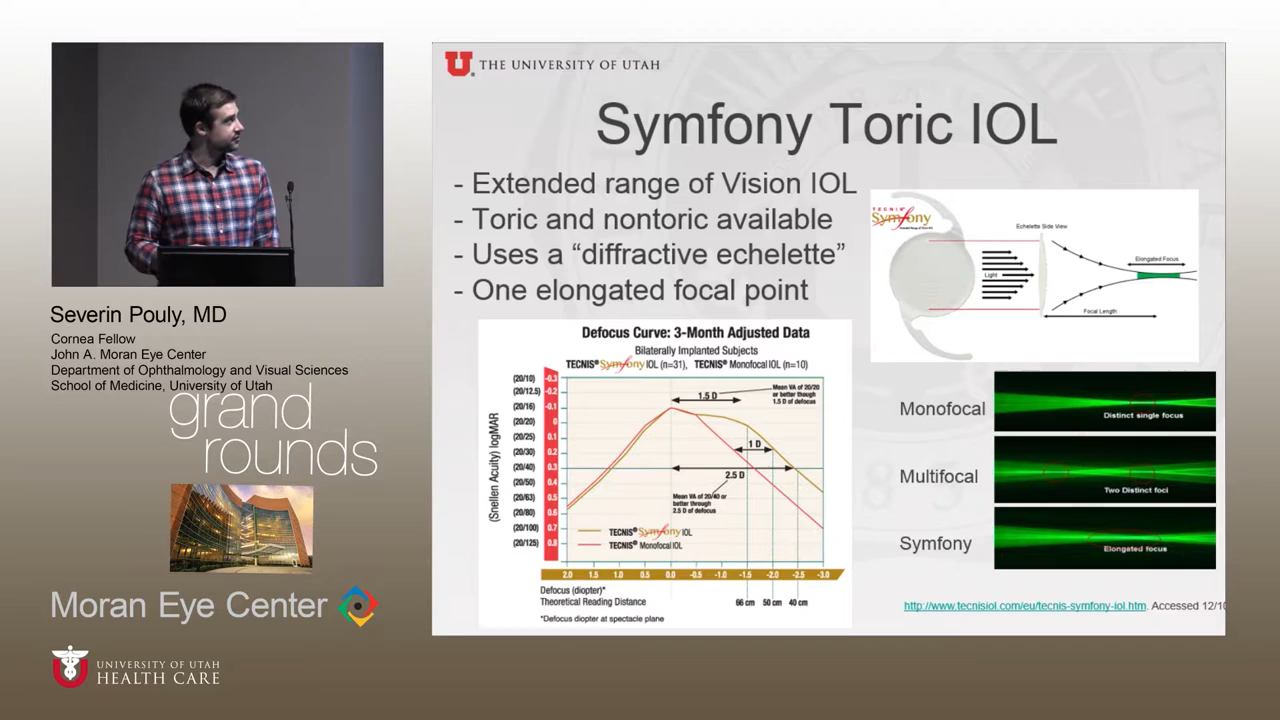 THE UNIVERSITY OF UTAH
Symfony Toric IOL
- Extended range of Vision IOL
- Toric and nontoric available
- Uses a “diffractive echelette”
- One elongated focal point
TECNIS
Symfony
Extended Range of Vision IOL
Echelette Side View
Light
Elongated Focus
Focal Length
Defocus Curve: 3-Month Adjusted Data
Bilaterally Implanted Subjects
TECNIS® Symfony IOL (n=31), TECNIS® Monofocal IOL (n=10)
(Snellen Acuity) logMAR
(20/10) -0.3
(20/12.5) -0.2
(20/16) -0.1
(20/20) 0
(20/25) 0.1
(20/30) 0.2
(20/40) 0.3
(20/50) 0.4
(20/63) 0.5
(20/80) 0.6
(20/100) 0.7
(20/125) 0.8
1.5 D
Mean VA of 20/20
or better though
1.5 D of defocus
1 D
2.5 D
Mean VA of 20/40 or
better through
2.5 D of defocus
TECNIS® Symfony IOL
TECNIS® Monofocal IOL
2.0 1.5 1.0 0.5 0.0 -0.5 -1.0 -1.5 -2.0 -2.5 -3.0
Defocus (diopter)*
Theoretical Reading Distance 66 cm 50 cm 40 cm
*Defocus diopter at spectacle plane
Monofocal
Distinct single focus
Multifocal
Two Distinct foci
Symfony
Elongated focus
http://www.tecnisiol.com/eu/tecnis-symfony-iol.htm. Accessed 12/10
Severin Pouly, MD
Cornea Fellow
John A. Moran Eye Center
Department of Ophthalmology and Visual Sciences
School of Medicine, University of Utah
grand
rounds
Moran Eye Center
UNIVERSITY OF UTAH
HEALTH CARE